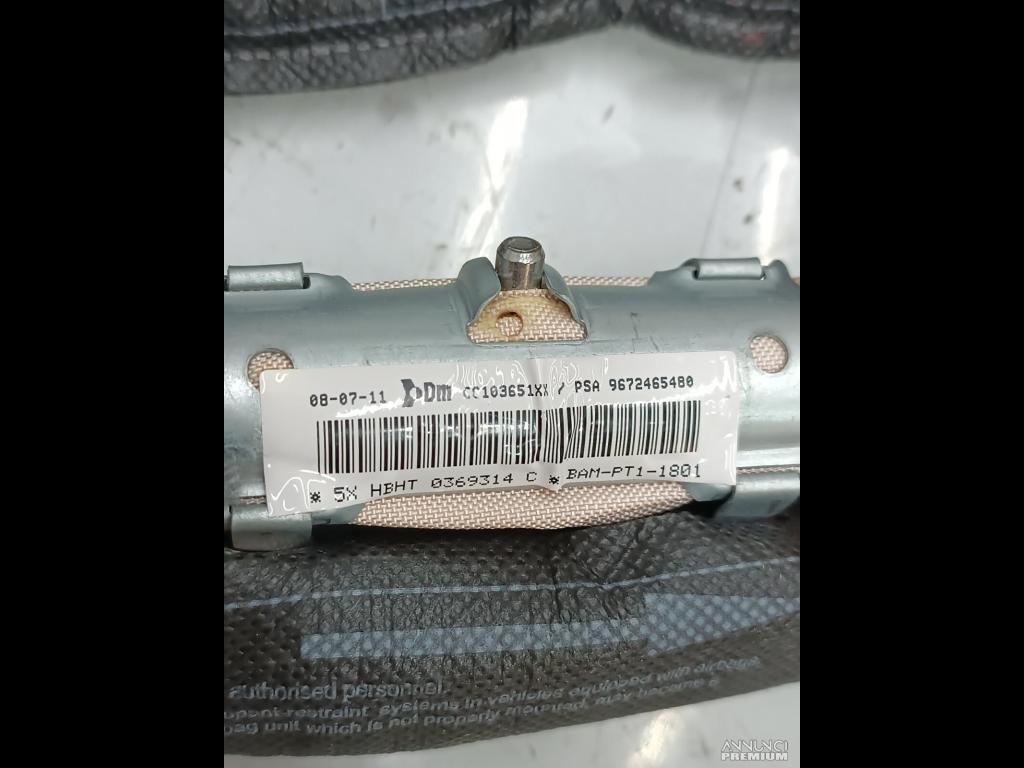 08-07-11 Dm CC103651XX / PSA 9672465480
* 5X HBHT 0369314 C * BAM-PT1-1801
authorised personnel.
restraint systems in vehicles equipped with airbags.
bag unit which is not properly mounted, may become a
ANNUNCI
PREMIUM